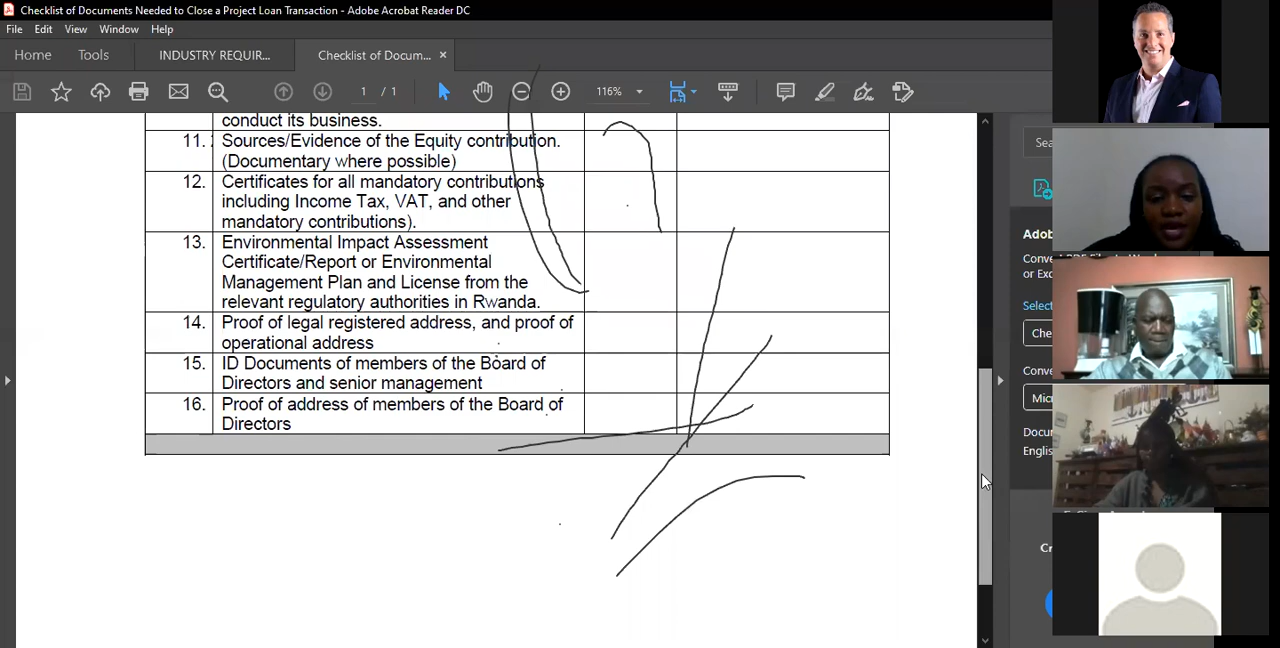 Checklist of Documents Needed to Close a Project Loan Transaction - Adobe Acrobat Reader DC
File Edit View Window Help
Home Tools INDUSTRY REQUIR... Checklist of Docum... ×
1 / 1 116%
conduct its business.
11. Sources/Evidence of the Equity contribution.
(Documentary where possible)
12. Certificates for all mandatory contributions
including Income Tax, VAT, and other
mandatory contributions).
13. Environmental Impact Assessment
Certificate/Report or Environmental
Management Plan and License from the
relevant regulatory authorities in Rwanda.
14. Proof of legal registered address, and proof of
operational address
15. ID Documents of members of the Board of
Directors and senior management
16. Proof of address of members of the Board of
Directors
Sea
Adob
Conve
or Exc
Select
Che
Conve
Micr
Docum
English
Cr